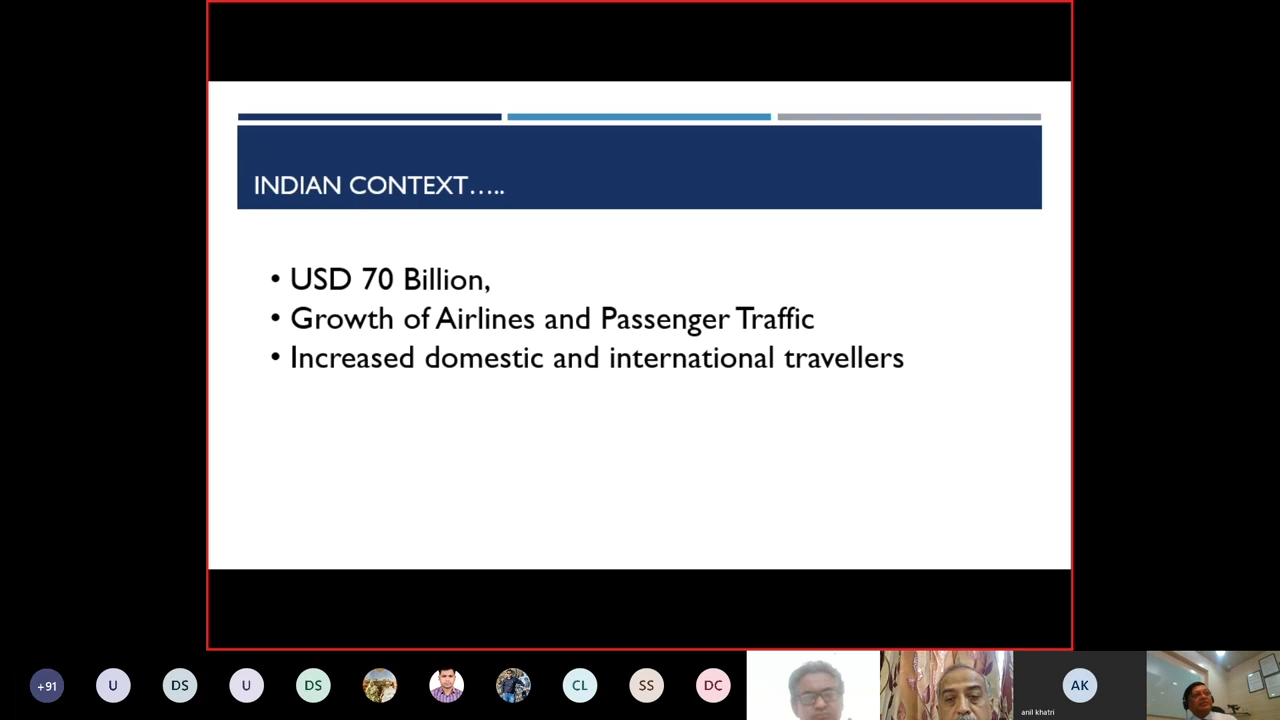 INDIAN CONTEXT…..
• USD 70 Billion,
• Growth of Airlines and Passenger Traffic
• Increased domestic and international travellers
+91
U
DS
U
DS
CL
SS
DC
AK
anil khatri